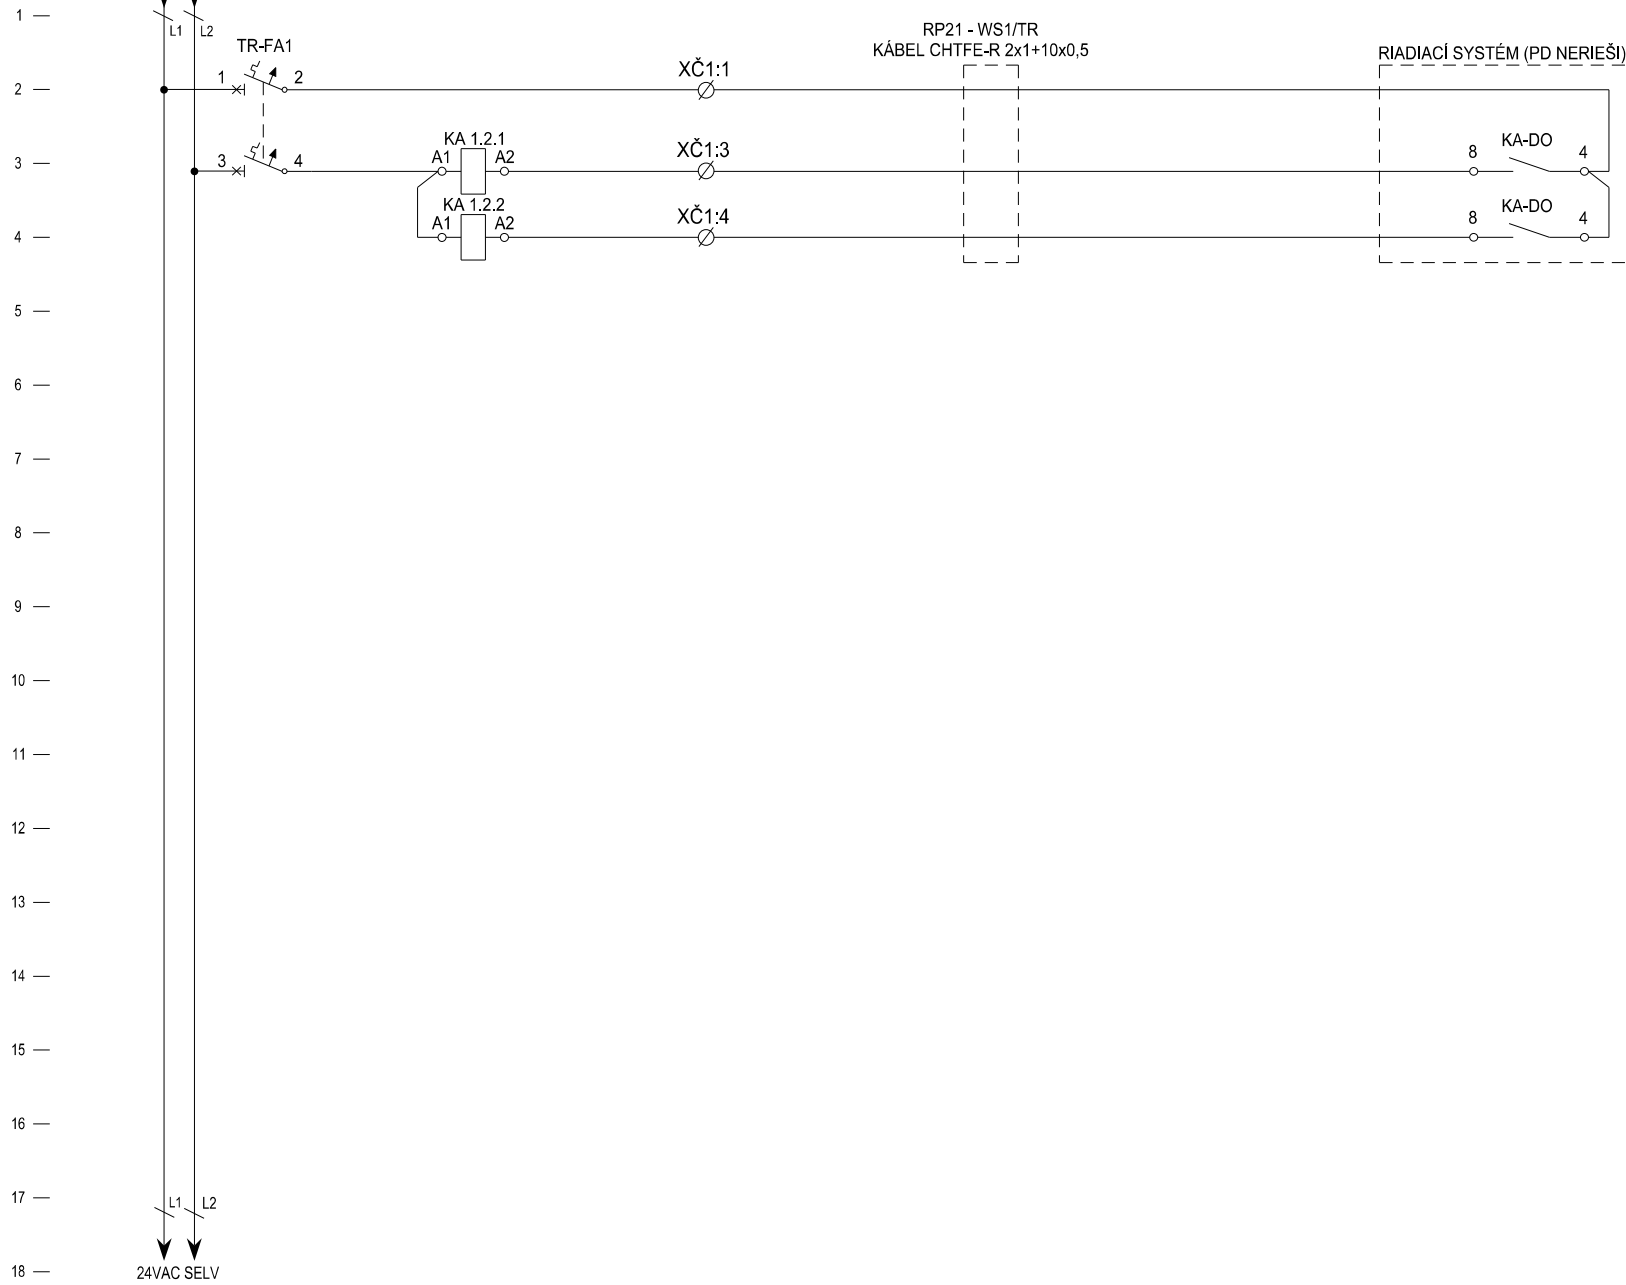 1
L1 L2
TR-FA1
RP21 - WS1/TR
KÁBEL CHTFE-R 2x1+10x0,5
RIADIACÍ SYSTÉM (PD NERIEŠI)
2
1 2
XČ1:1
3
3 4
KA 1.2.1
A1 A2
XČ1:3
8 KA-DO 4
4
KA 1.2.2
A1 A2
XČ1:4
8 KA-DO 4
5
6
7
8
9
10
11
12
13
14
15
16
17
L1 L2
18
24VAC SELV